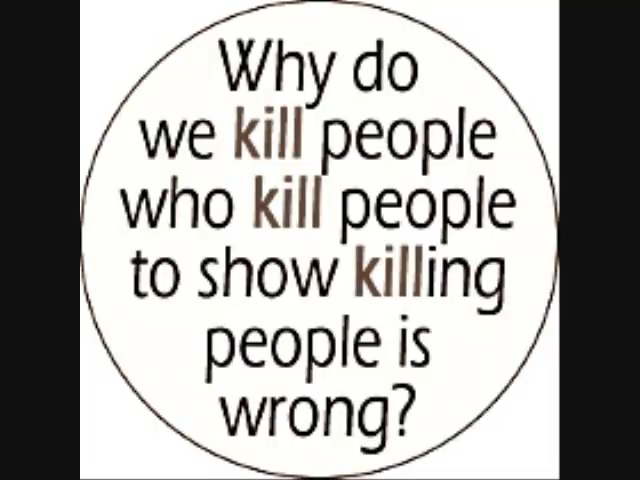 Why do
we kill people
who kill people
to show killing
people is
wrong?